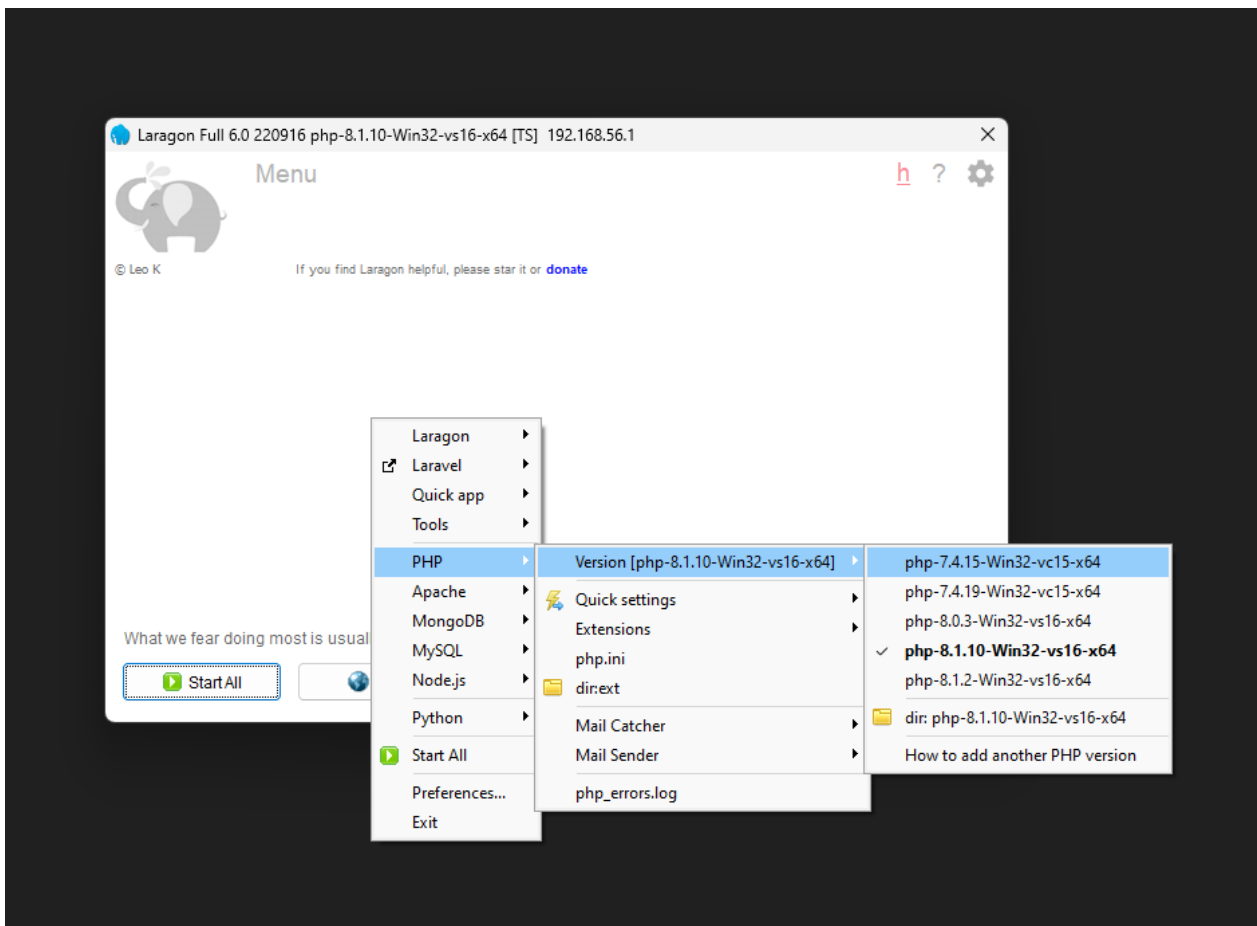 Laragon Full 6.0 220916 php-8.1.10-Win32-vs16-x64 [TS] 192.168.56.1
Menu
h ?
© Leo K
If you find Laragon helpful, please star it or donate
What we fear doing most is usual
Start All
Laragon
Laravel
Quick app
Tools
PHP
Apache
MongoDB
MySQL
Node.js
Python
Start All
Preferences...
Exit
Version [php-8.1.10-Win32-vs16-x64]
Quick settings
Extensions
php.ini
dir:ext
Mail Catcher
Mail Sender
php_errors.log
php-7.4.15-Win32-vc15-x64
php-7.4.19-Win32-vc15-x64
php-8.0.3-Win32-vs16-x64
php-8.1.10-Win32-vs16-x64
php-8.1.2-Win32-vs16-x64
dir: php-8.1.10-Win32-vs16-x64
How to add another PHP version